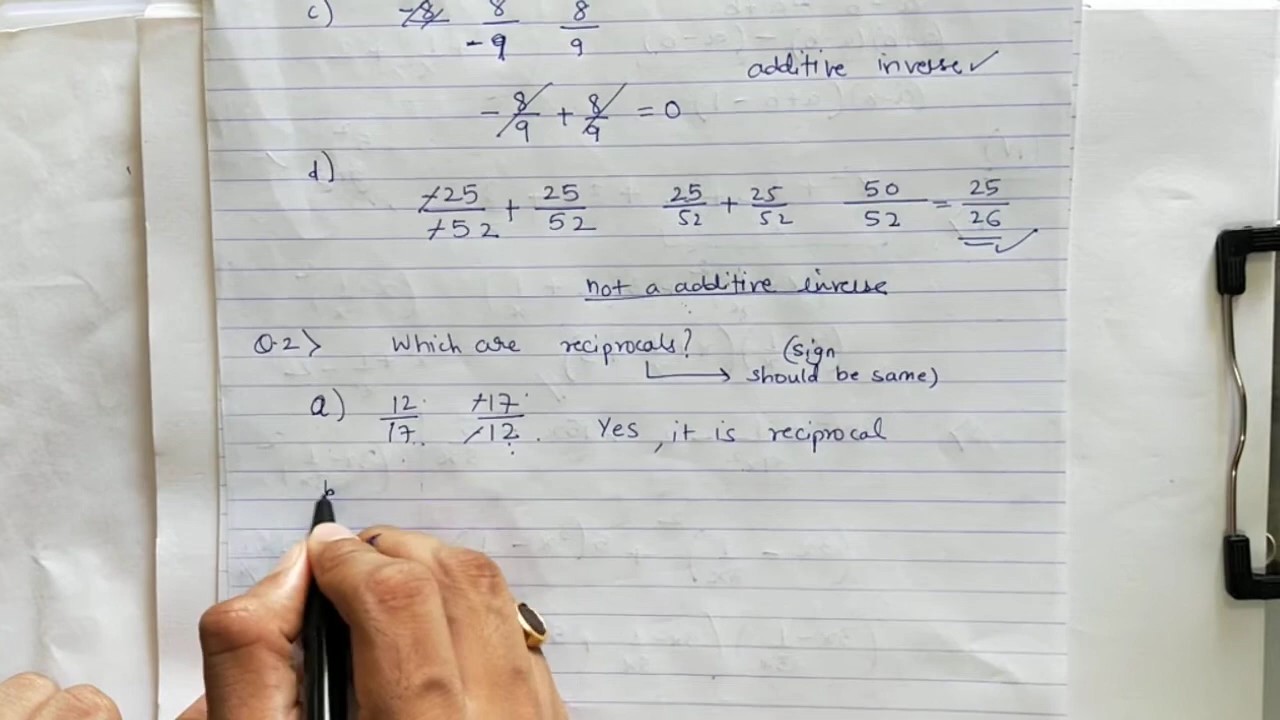 c) -8 8/-9 8/9
additive inverse ✓
-8/9 + 8/9 = 0
d)
-25/-52 + 25/52 25/52 + 25/52 50/52 = 25/26 ✓
not a additive inverse
Q.2> Which are reciprocals? (sign
should be same)
a) 12/17 -17/-12 Yes, it is reciprocal
b